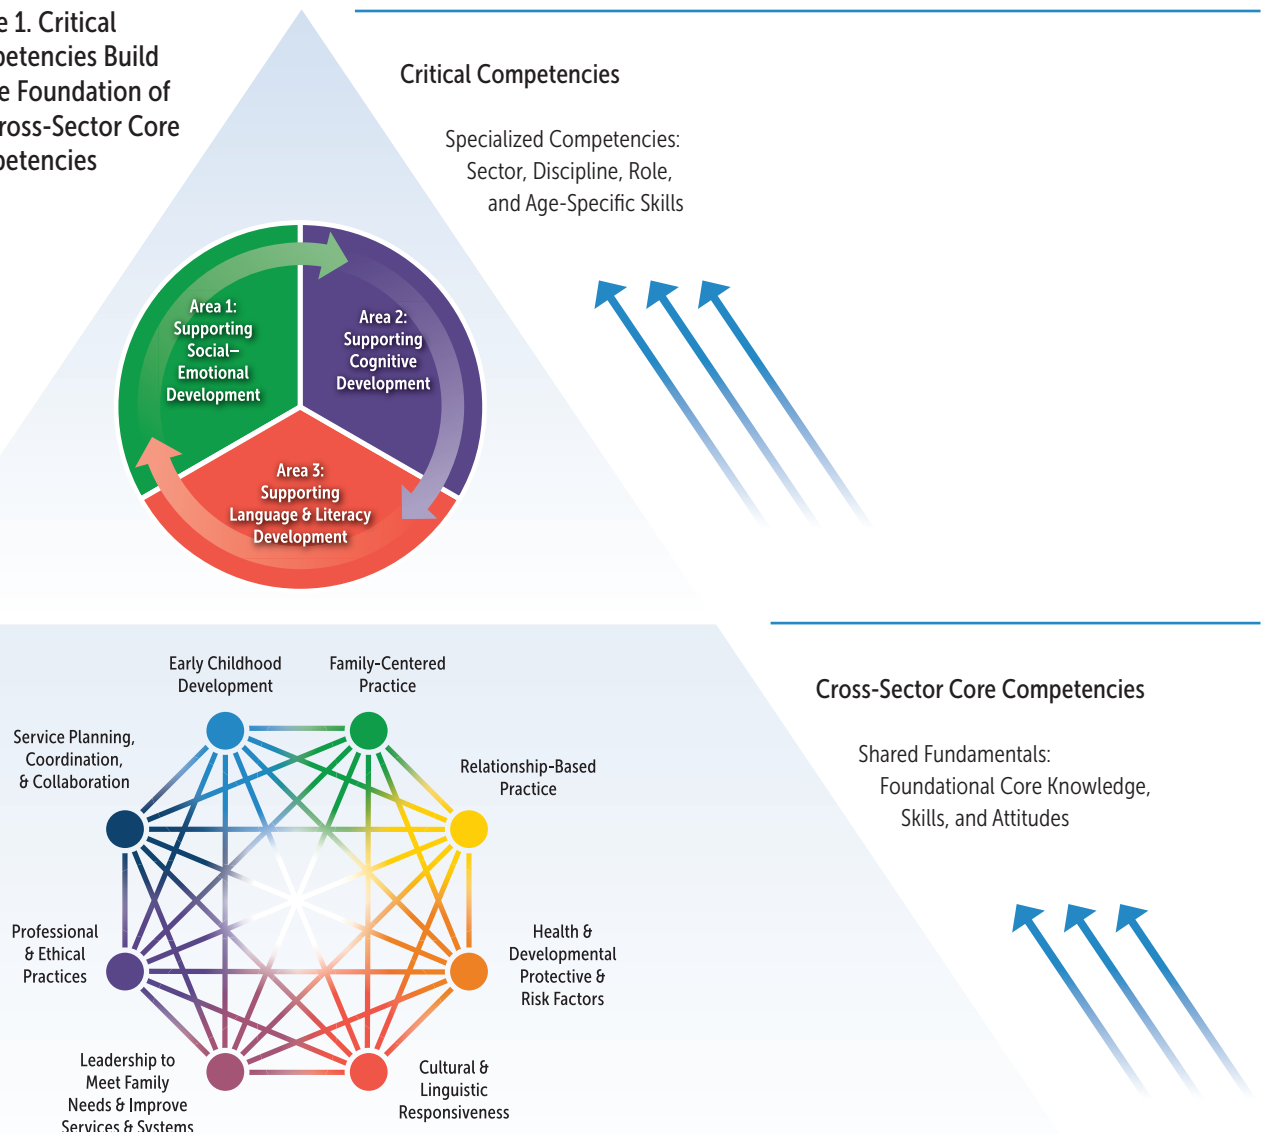 e 1. Critical
petencies Build
e Foundation of
ross-Sector Core
petencies
Critical Competencies
Specialized Competencies:
Sector, Discipline, Role,
and Age-Specific Skills
Area 1:
Supporting
Social–
Emotional
Development
Area 2:
Supporting
Cognitive
Development
Area 3:
Supporting
Language & Literacy
Development
Cross-Sector Core Competencies
Shared Fundamentals:
Foundational Core Knowledge,
Skills, and Attitudes
Early Childhood
Development
Family-Centered
Practice
Service Planning,
Coordination,
& Collaboration
Relationship-Based
Practice
Professional
& Ethical
Practices
Health &
Developmental
Protective &
Risk Factors
Leadership to
Meet Family
Needs & Improve
Services & Systems
Cultural &
Linguistic
Responsiveness